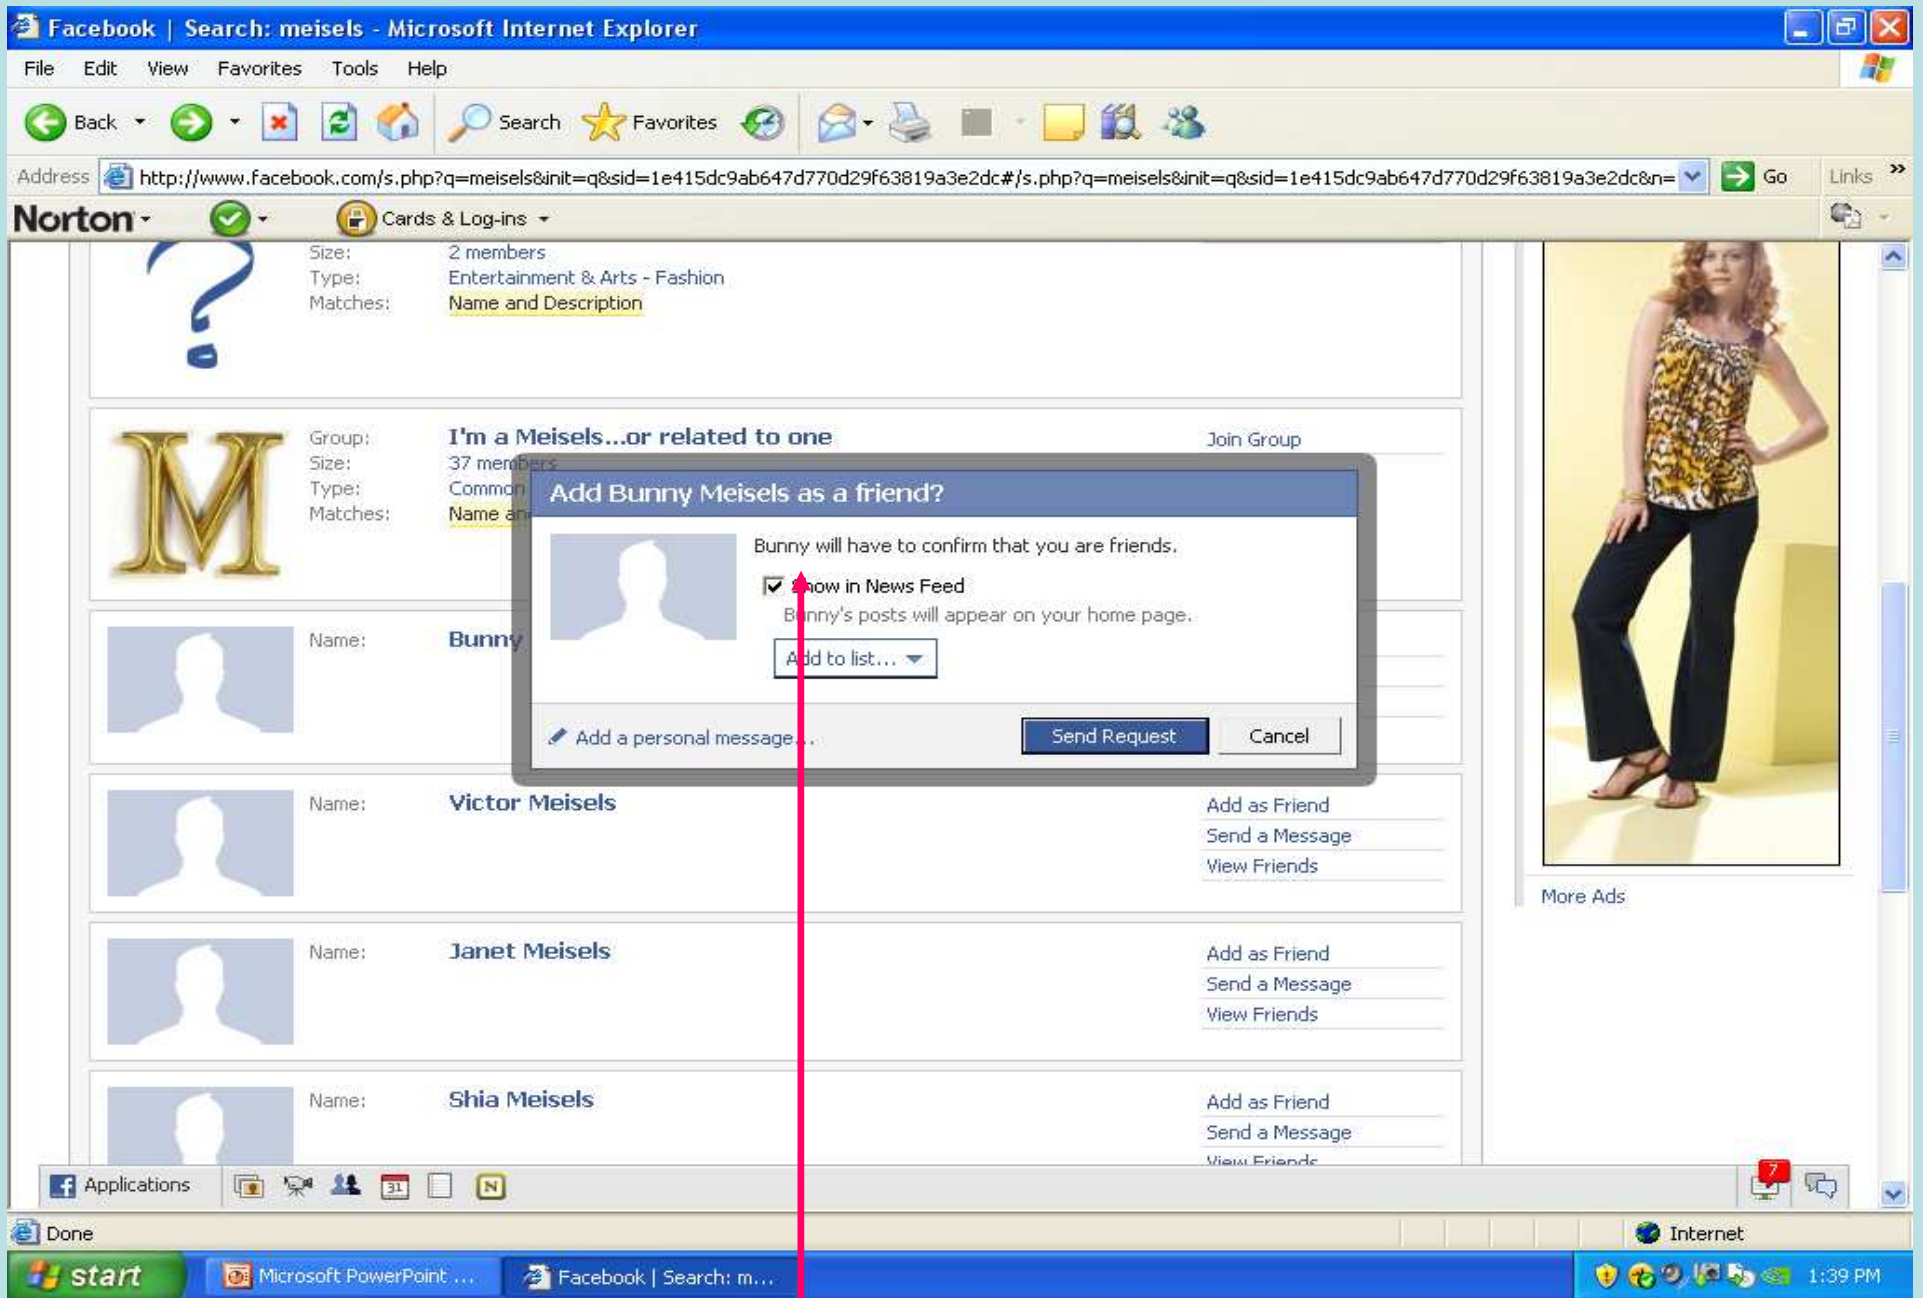 Facebook | Search: meisels - Microsoft Internet Explorer
File Edit View Favorites Tools Help
Back Search Favorites
Address http://www.facebook.com/s.php?q=meisels&init=q&sid=1e415dc9ab647d770d29f63819a3e2dc#/s.php?q=meisels&init=q&sid=1e415dc9ab647d770d29f63819a3e2dc&n= Go Links »
Norton Cards & Log-ins
Size: 2 members
Type: Entertainment & Arts - Fashion
Matches: Name and Description
Group: I'm a Meisels...or related to one Join Group
Size: 37 members
Type: Common
Matches: Name an
Add Bunny Meisels as a friend?
Bunny will have to confirm that you are friends.
Show in News Feed
Bunny's posts will appear on your home page.
Add to list...
Add a personal message... Send Request Cancel
Name: Bunny
Name: Victor Meisels Add as Friend
Send a Message
View Friends
More Ads
Name: Janet Meisels Add as Friend
Send a Message
View Friends
Name: Shia Meisels Add as Friend
Send a Message
View Friends
Applications 31 N 7
Done Internet
start Microsoft PowerPoint ... Facebook | Search: m... 1:39 PM